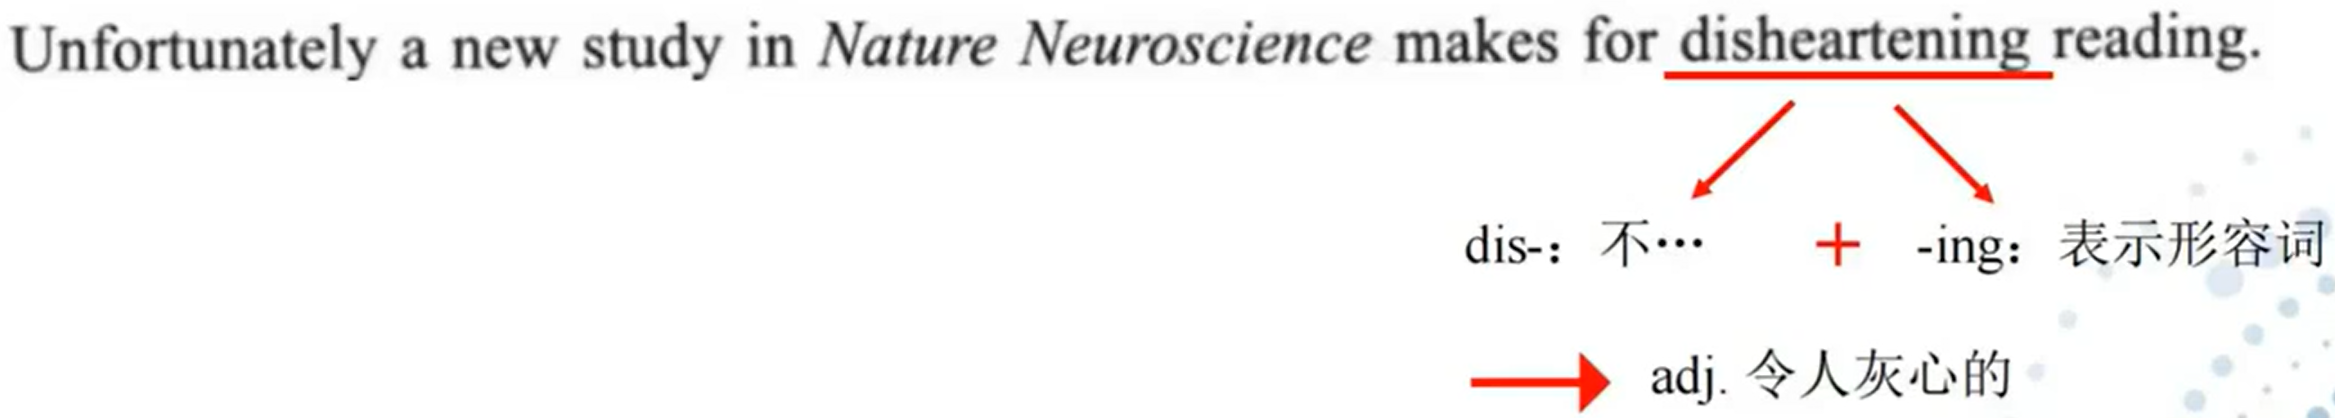 Unfortunately a new study in Nature Neuroscience makes for disheartening reading.
dis-：不… + -ing：表示形容词
adj. 令人灰心的